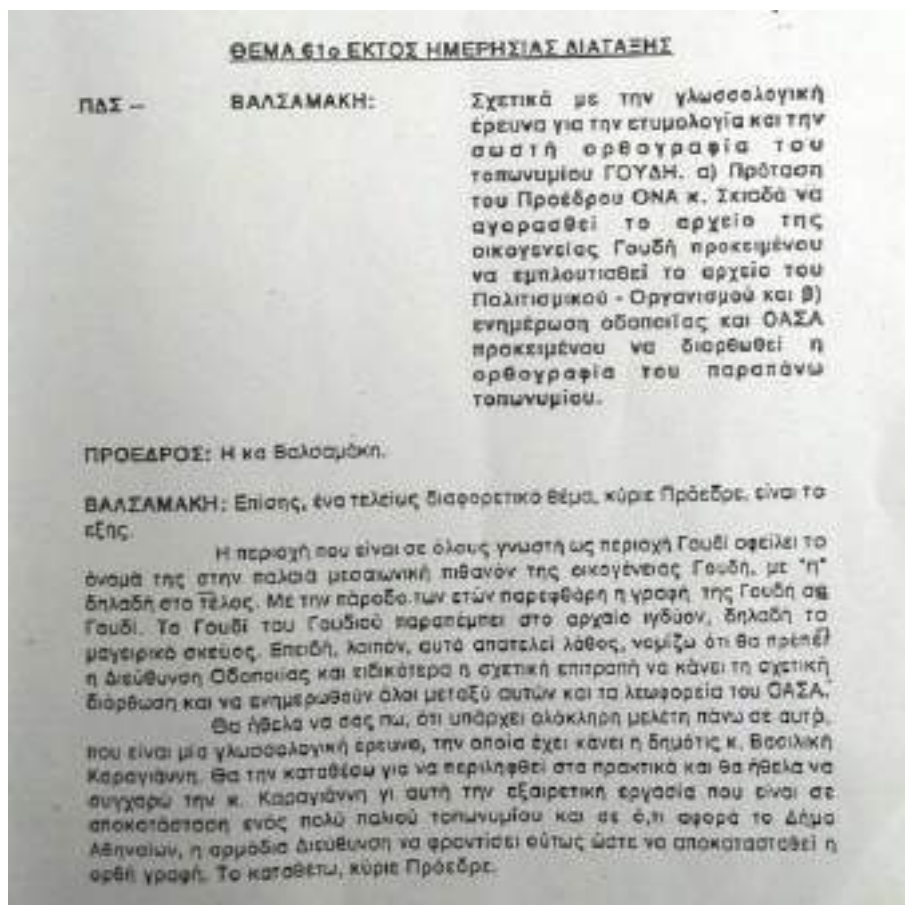 ΘΕΜΑ 61ο ΕΚΤΟΣ ΗΜΕΡΗΣΙΑΣ ΔΙΑΤΑΞΗΣ
ΠΔΣ – ΒΑΛΣΑΜΑΚΗ: Σχετικά με την γλωσσολογική
έρευνα για την ετυμολογία και την
σωστή ορθογραφία του
τοπωνυμίου ΓΟΥΔΗ. α) Πρόταση
του Προέδρου ΟΝΑ κ. Σκιαδά να
αγορασθεί το αρχείο της
οικογενείας Γουδή προκειμένου
να εμπλουτισθεί το αρχείο του
Πολιτισμικού - Οργανισμού και β)
ενημέρωση οδοποιΐας και ΟΑΣΑ
προκειμένου να διορθωθεί η
ορθογραφία του παραπάνω
τοπωνυμίου.
ΠΡΟΕΔΡΟΣ: Η κα Βαλσαμάκη.
ΒΑΛΣΑΜΑΚΗ: Επίσης, ένα τελείως διαφορετικό θέμα, κύριε Πρόεδρε, είναι το
εξης.
Η περιοχή που είναι σε όλους γνωστή ως περιοχή Γουδί οφείλει το
όνομά της στην παλαιά μεσαιωνική πιθανόν της οικογένειας Γουδή, με "η"
δηλαδή στο τέλος. Με την πάροδο των ετών παρεφθάρη η γραφή της Γουδή σε
Γουδί. Το Γουδί του Γουδιού παραπέμπει στο αρχαίο ιγδύον, δηλαδή το
μαγειρικό σκεύος. Επειδή, λοιπόν, αυτό αποτελεί λάθος, νομίζω ότι θα πρέπει
η Διεύθυνση Οδοποιίας και ειδικότερα η σχετική επιτροπή να κάνει τη σχετική
διόρθωση και να ενημερωθούν όλοι μεταξύ αυτών και τα λεωφορεία του ΟΑΣΑ.
Θα ήθελα να σας πω, ότι υπάρχει ολόκληρη μελέτη πάνω σε αυτό,
που είναι μία γλωσσολογική έρευνα, την οποία έχει κάνει η δημότις κ. Βασιλική
Καραγιάννη. Θα την καταθέσω για να περιληφθεί στα πρακτικά και θα ήθελα να
συγχαρώ την κ. Καραγιάννη γι αυτή την εξαιρετική εργασία που είναι σε
αποκατάσταση ενός πολύ παλιού τοπωνυμίου και σε ό,τι αφορά το Δήμο
Αθηναίων, η αρμόδια Διεύθυνση να φροντίσει ούτως ώστε να αποκατασταθεί η
ορθή γραφή. Το καταθέτω, κύριε Πρόεδρε.